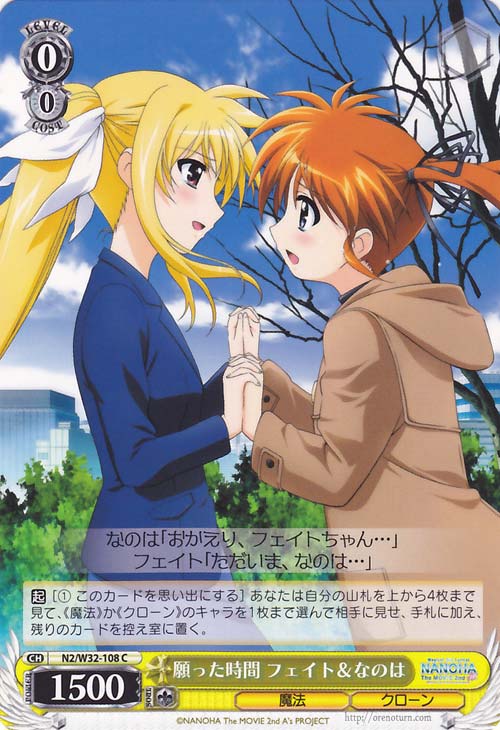 LEVEL
0
0
COST
なのは「おかえり、フェイトちゃん…」
フェイト「ただいま、なのは…」
起 [① このカードを思い出にする] あなたは自分の山札を上から4枚まで
見て、《魔法》か《クローン》のキャラを1枚まで選んで相手に見せ、手札に加え、
残りのカードを控え室に置く。
CH N2/W32-108 C
願った時間 フェイト＆なのは
NANOHA
The MOVIE 2nd A's
POWER
1500
SOUL
魔法
クローン
©NANOHA The MOVIE 2nd A's PROJECT
http://orenoturn.com